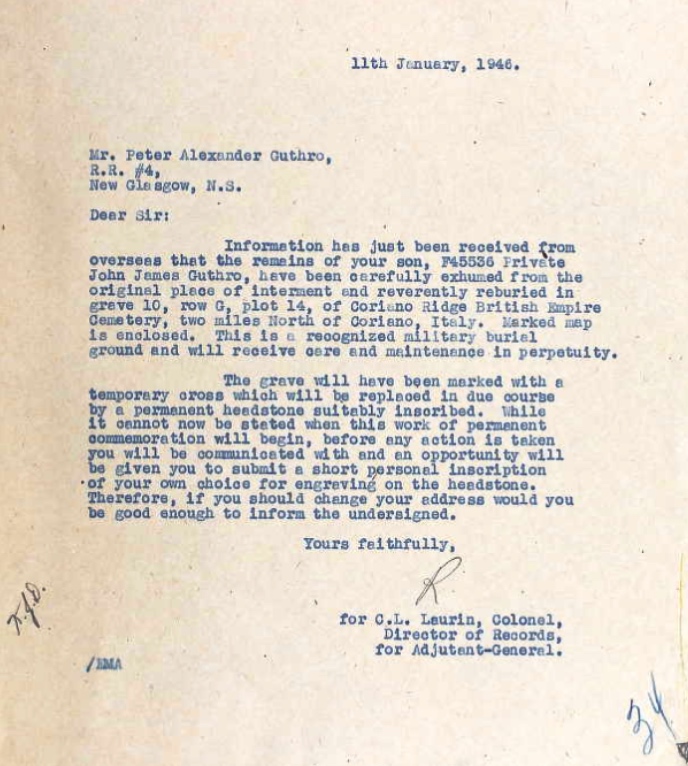 11th January, 1946.
Mr. Peter Alexander Guthro,
R.R. #4,
New Glasgow, N.S.
Dear Sir:
Information has just been received from
overseas that the remains of your son, F45536 Private
John James Guthro, have been carefully exhumed from the
original place of interment and reverently reburied in
grave 10, row G, plot 14, of Coriano Ridge British Empire
Cemetery, two miles North of Coriano, Italy. Marked map
is enclosed. This is a recognized military burial
ground and will receive care and maintenance in perpetuity.
The grave will have been marked with a
temporary cross which will be replaced in due course
by a permanent headstone suitably inscribed. While
it cannot now be stated when this work of permanent
commemoration will begin, before any action is taken
you will be communicated with and an opportunity will
be given you to submit a short personal inscription
of your own choice for engraving on the headstone.
Therefore, if you should change your address would you
be good enough to inform the undersigned.
Yours faithfully,
R
for C.L. Laurin, Colonel,
Director of Records,
for Adjutant-General.
/EMA
34